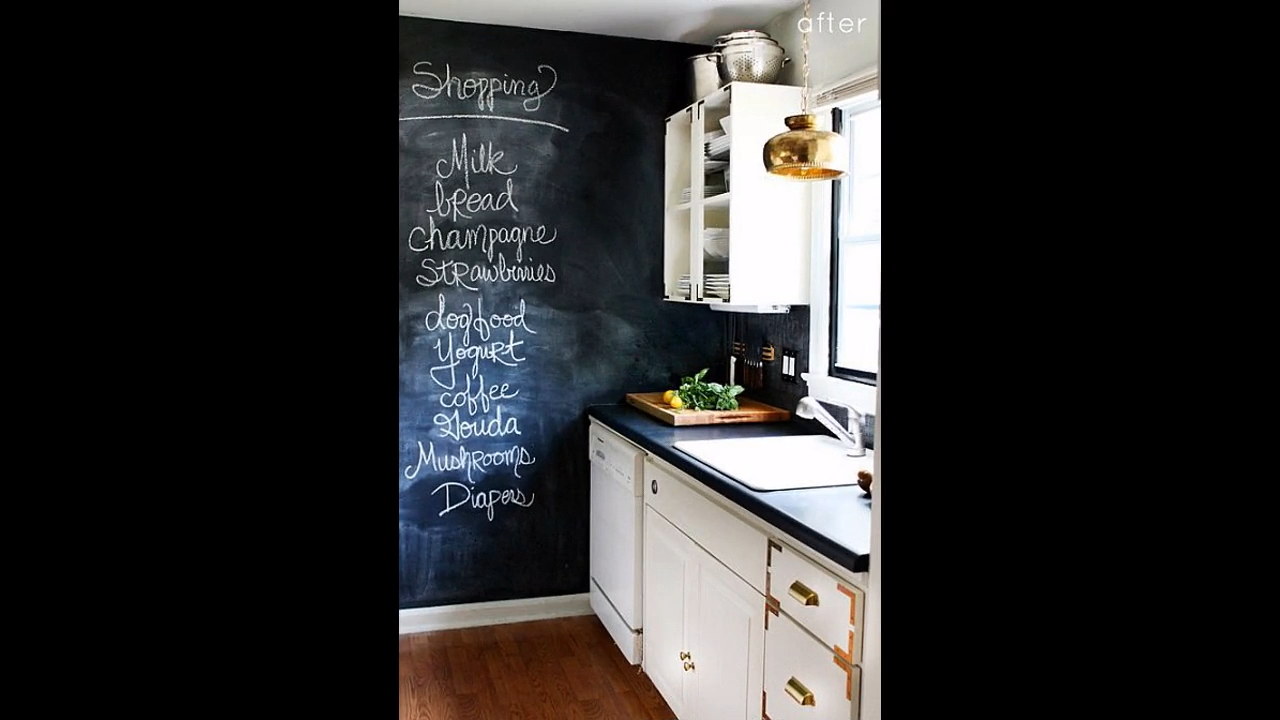 after
Shopping
Milk
bread
champagne
Strawberries
dogfood
Yogurt
coffee
Gouda
Mushrooms
Diapers